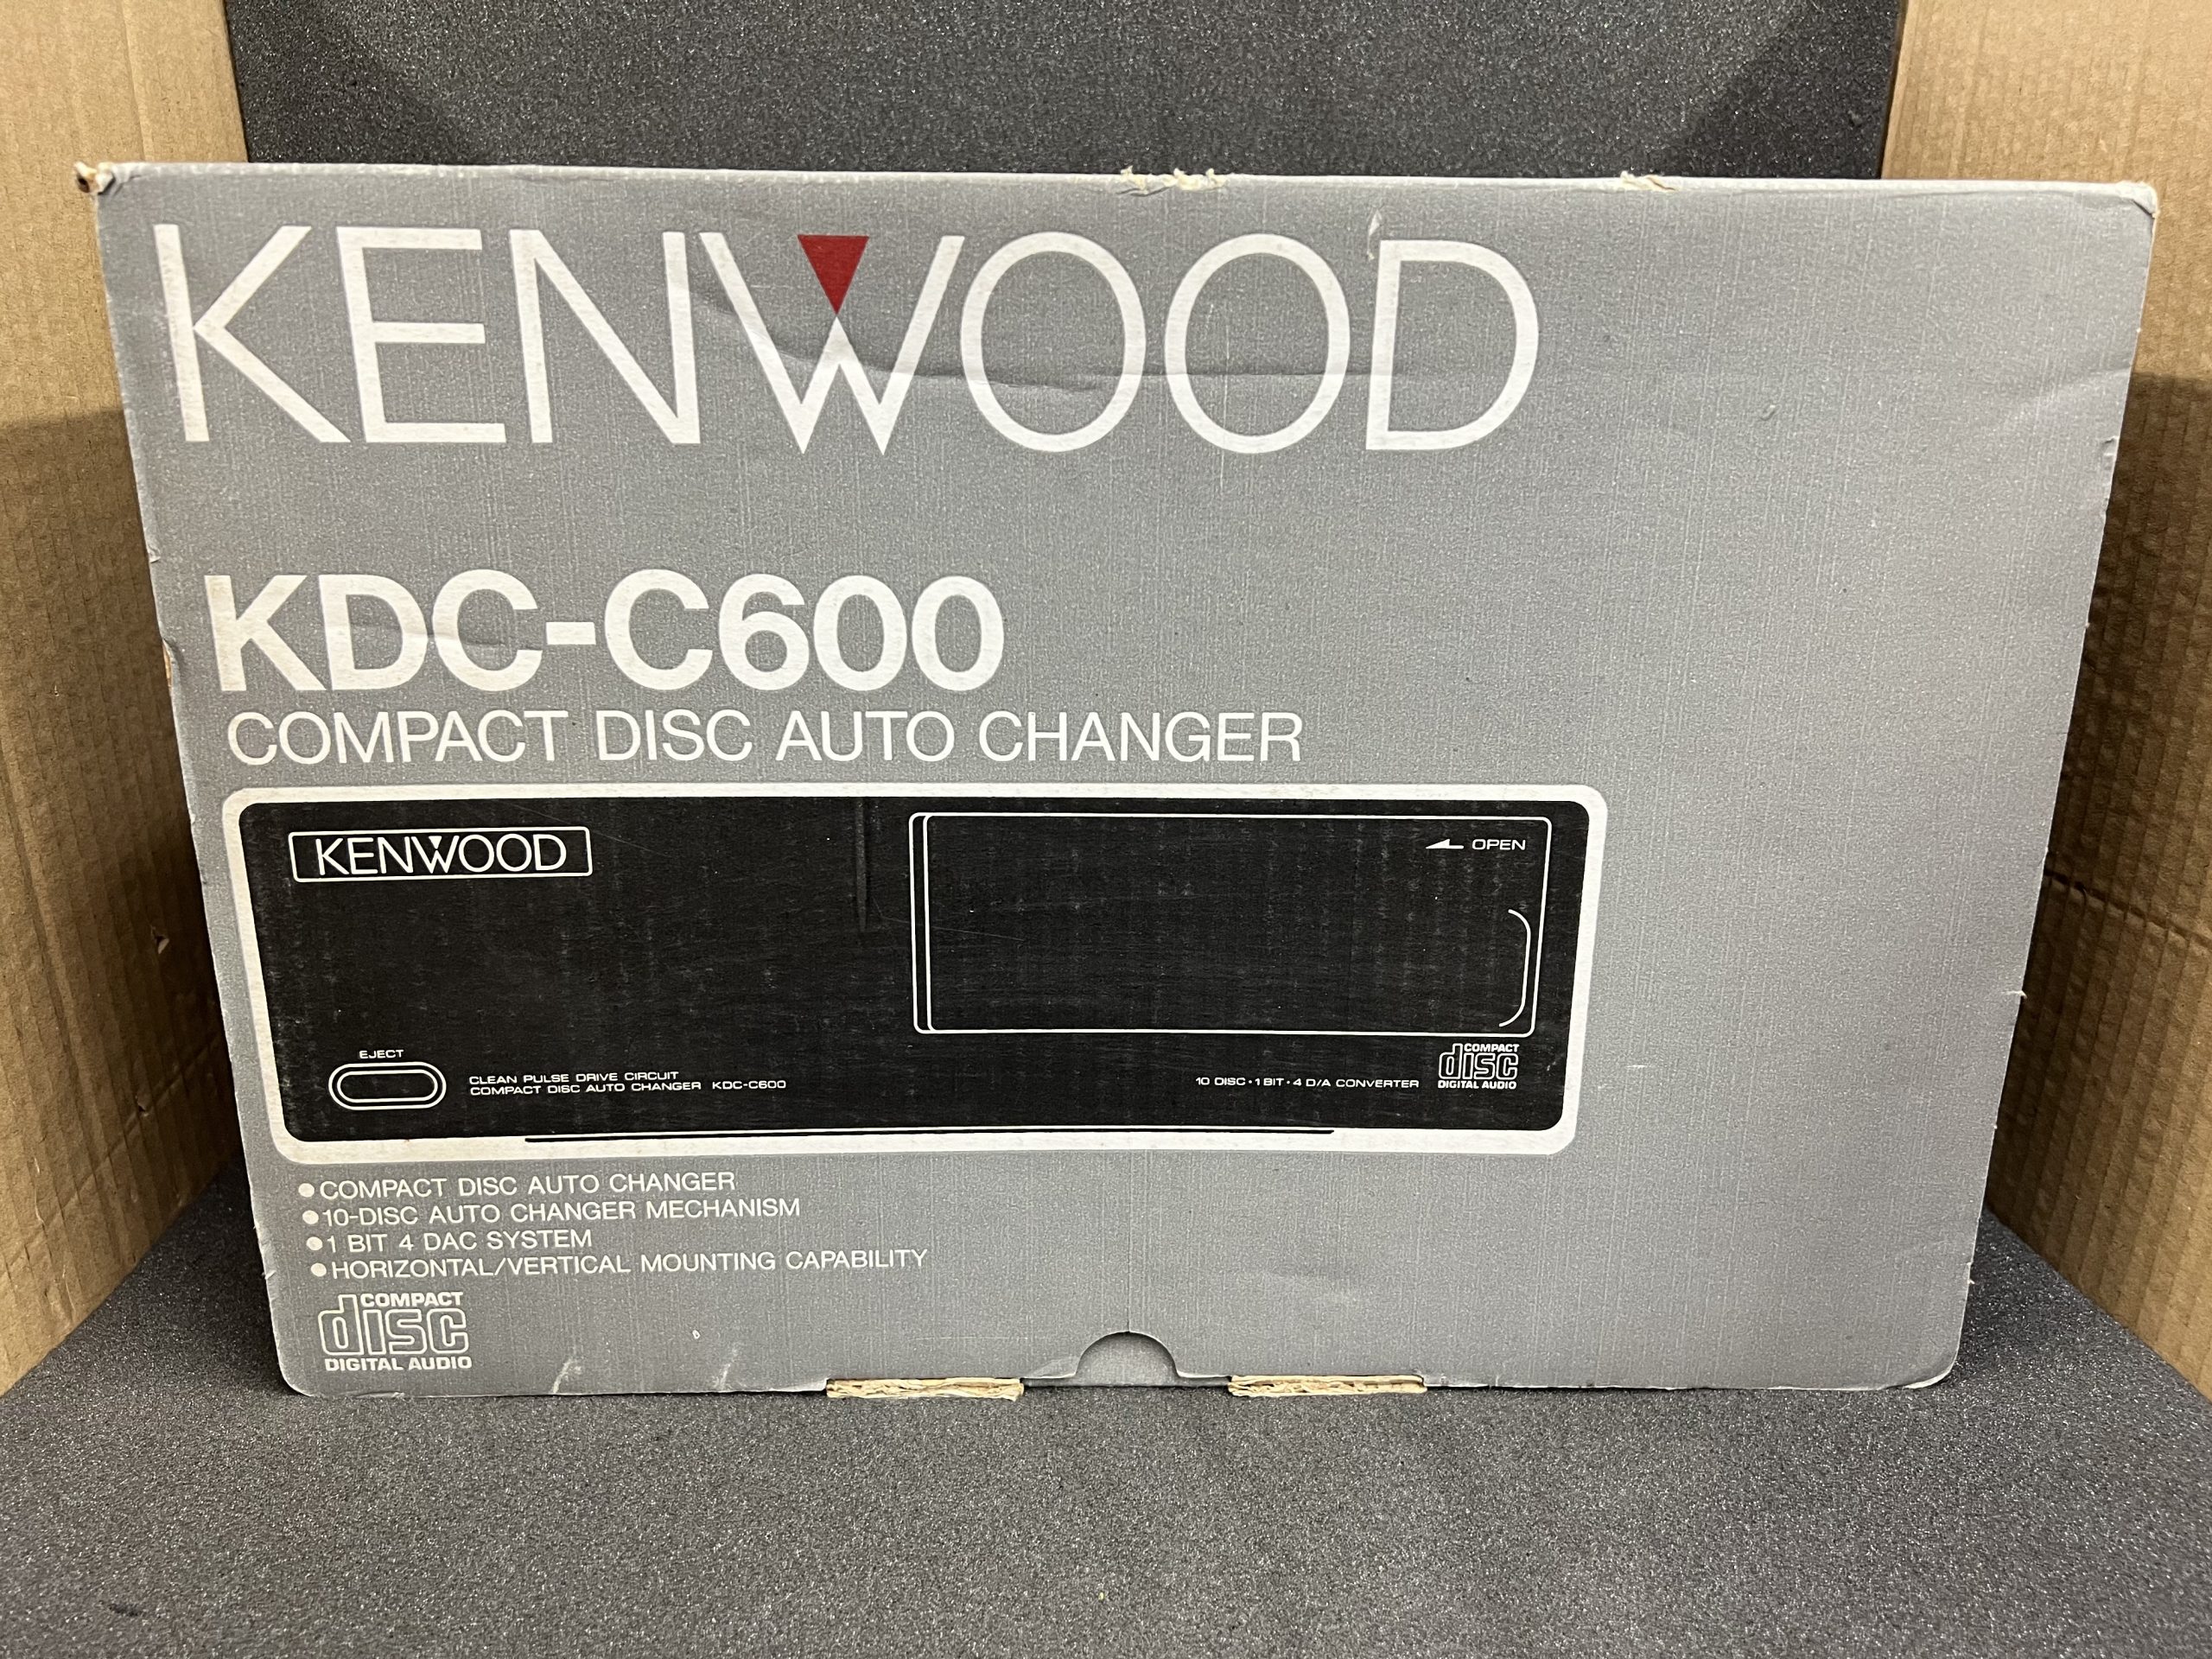 KENWOOD
KDC-C600
COMPACT DISC AUTO CHANGER
KENWOOD
OPEN
EJECT
CLEAN PULSE DRIVE CIRCUIT
COMPACT DISC AUTO CHANGER KDC-C600
10 DISC • 1 BIT • 4 D/A CONVERTER
COMPACT
disc
DIGITAL AUDIO
●COMPACT DISC AUTO CHANGER
●10-DISC AUTO CHANGER MECHANISM
●1 BIT 4 DAC SYSTEM
●HORIZONTAL/VERTICAL MOUNTING CAPABILITY
COMPACT
disc
DIGITAL AUDIO